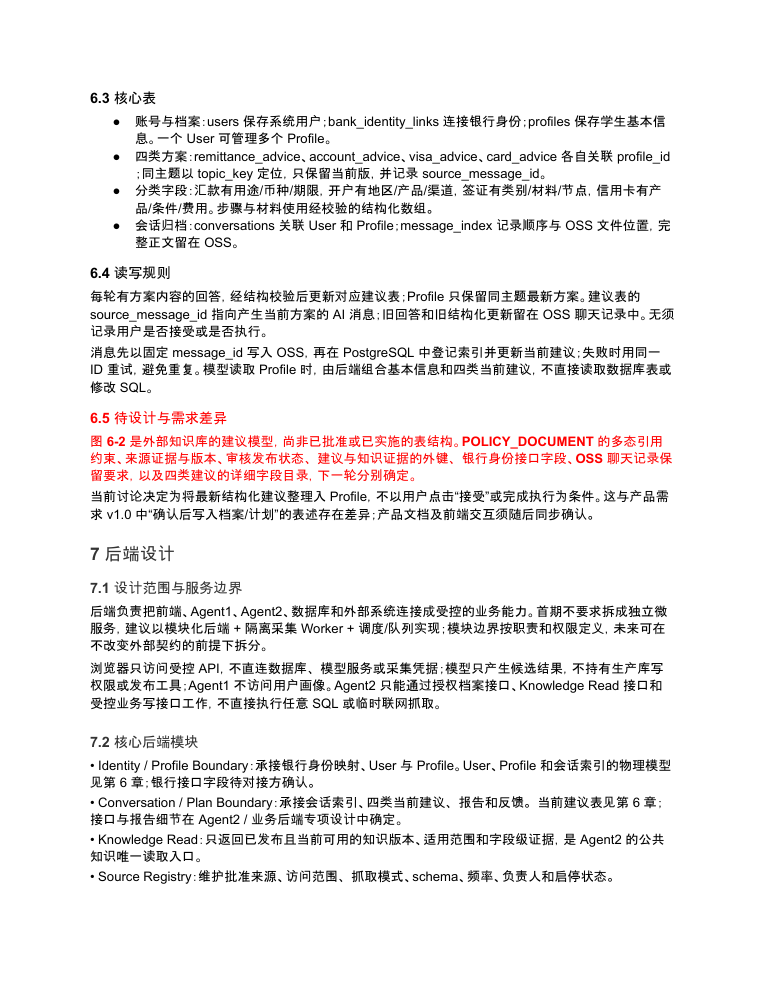 6.3 核心表
● 账号与档案：users 保存系统用户；bank_identity_links 连接银行身份；profiles 保存学生基本信
息。一个 User 可管理多个 Profile。
● 四类方案：remittance_advice、account_advice、visa_advice、card_advice 各自关联 profile_id
；同主题以 topic_key 定位，只保留当前版，并记录 source_message_id。
● 分类字段：汇款有用途/币种/期限，开户有地区/产品/渠道，签证有类别/材料/节点，信用卡有产
品/条件/费用。步骤与材料使用经校验的结构化数组。
● 会话归档：conversations 关联 User 和 Profile；message_index 记录顺序与 OSS 文件位置，完
整正文留在 OSS。
6.4 读写规则
每轮有方案内容的回答，经结构校验后更新对应建议表；Profile 只保留同主题最新方案。建议表的
source_message_id 指向产生当前方案的 AI 消息；旧回答和旧结构化更新留在 OSS 聊天记录中。无须
记录用户是否接受或是否执行。
消息先以固定 message_id 写入 OSS，再在 PostgreSQL 中登记索引并更新当前建议；失败时用同一
ID 重试，避免重复。模型读取 Profile 时，由后端组合基本信息和四类当前建议，不直接读取数据库表或
修改 SQL。
6.5 待设计与需求差异
图 6-2 是外部知识库的建议模型，尚非已批准或已实施的表结构。POLICY_DOCUMENT 的多态引用
约束、来源证据与版本、审核发布状态、建议与知识证据的外键、银行身份接口字段、OSS 聊天记录保
留要求，以及四类建议的详细字段目录，下一轮分别确定。
当前讨论决定为将最新结构化建议整理入 Profile，不以用户点击“接受”或完成执行为条件。这与产品需
求 v1.0 中“确认后写入档案/计划”的表述存在差异；产品文档及前端交互须随后同步确认。
7 后端设计
7.1 设计范围与服务边界
后端负责把前端、Agent1、Agent2、数据库和外部系统连接成受控的业务能力。首期不要求拆成独立微
服务，建议以模块化后端 + 隔离采集 Worker + 调度/队列实现；模块边界按职责和权限定义，未来可在
不改变外部契约的前提下拆分。
浏览器只访问受控 API，不直连数据库、模型服务或采集凭据；模型只产生候选结果，不持有生产库写
权限或发布工具；Agent1 不访问用户画像。Agent2 只能通过授权档案接口、Knowledge Read 接口和
受控业务写接口工作，不直接执行任意 SQL 或临时联网抓取。
7.2 核心后端模块
• Identity / Profile Boundary：承接银行身份映射、User 与 Profile。User、Profile 和会话索引的物理模型
见第 6 章；银行接口字段待对接方确认。
• Conversation / Plan Boundary：承接会话索引、四类当前建议、报告和反馈。当前建议表见第 6 章；
接口与报告细节在 Agent2 / 业务后端专项设计中确定。
• Knowledge Read：只返回已发布且当前可用的知识版本、适用范围和字段级证据，是 Agent2 的公共
知识唯一读取入口。
• Source Registry：维护批准来源、访问范围、抓取模式、schema、频率、负责人和启停状态。